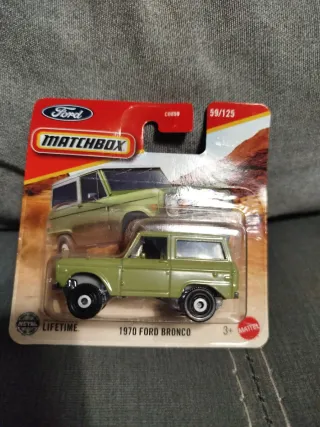 Ford
MATCHBOX
59/125
LIFETIME
1970 FORD BRONCO
3+
MATTEL